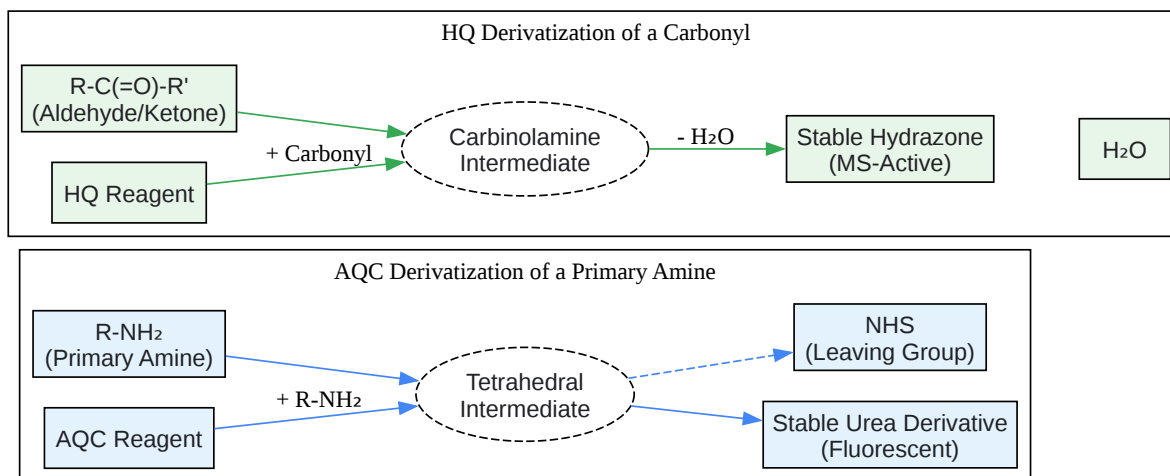 HQ Derivatization of a Carbonyl
R-C(=O)-R'
(Aldehyde/Ketone)
HQ Reagent
+ Carbonyl
Carbinolamine
Intermediate
- H₂O
Stable Hydrazone
(MS-Active)
H₂O
AQC Derivatization of a Primary Amine
R-NH₂
(Primary Amine)
AQC Reagent
+ R-NH₂
Tetrahedral
Intermediate
NHS
(Leaving Group)
Stable Urea Derivative
(Fluorescent)